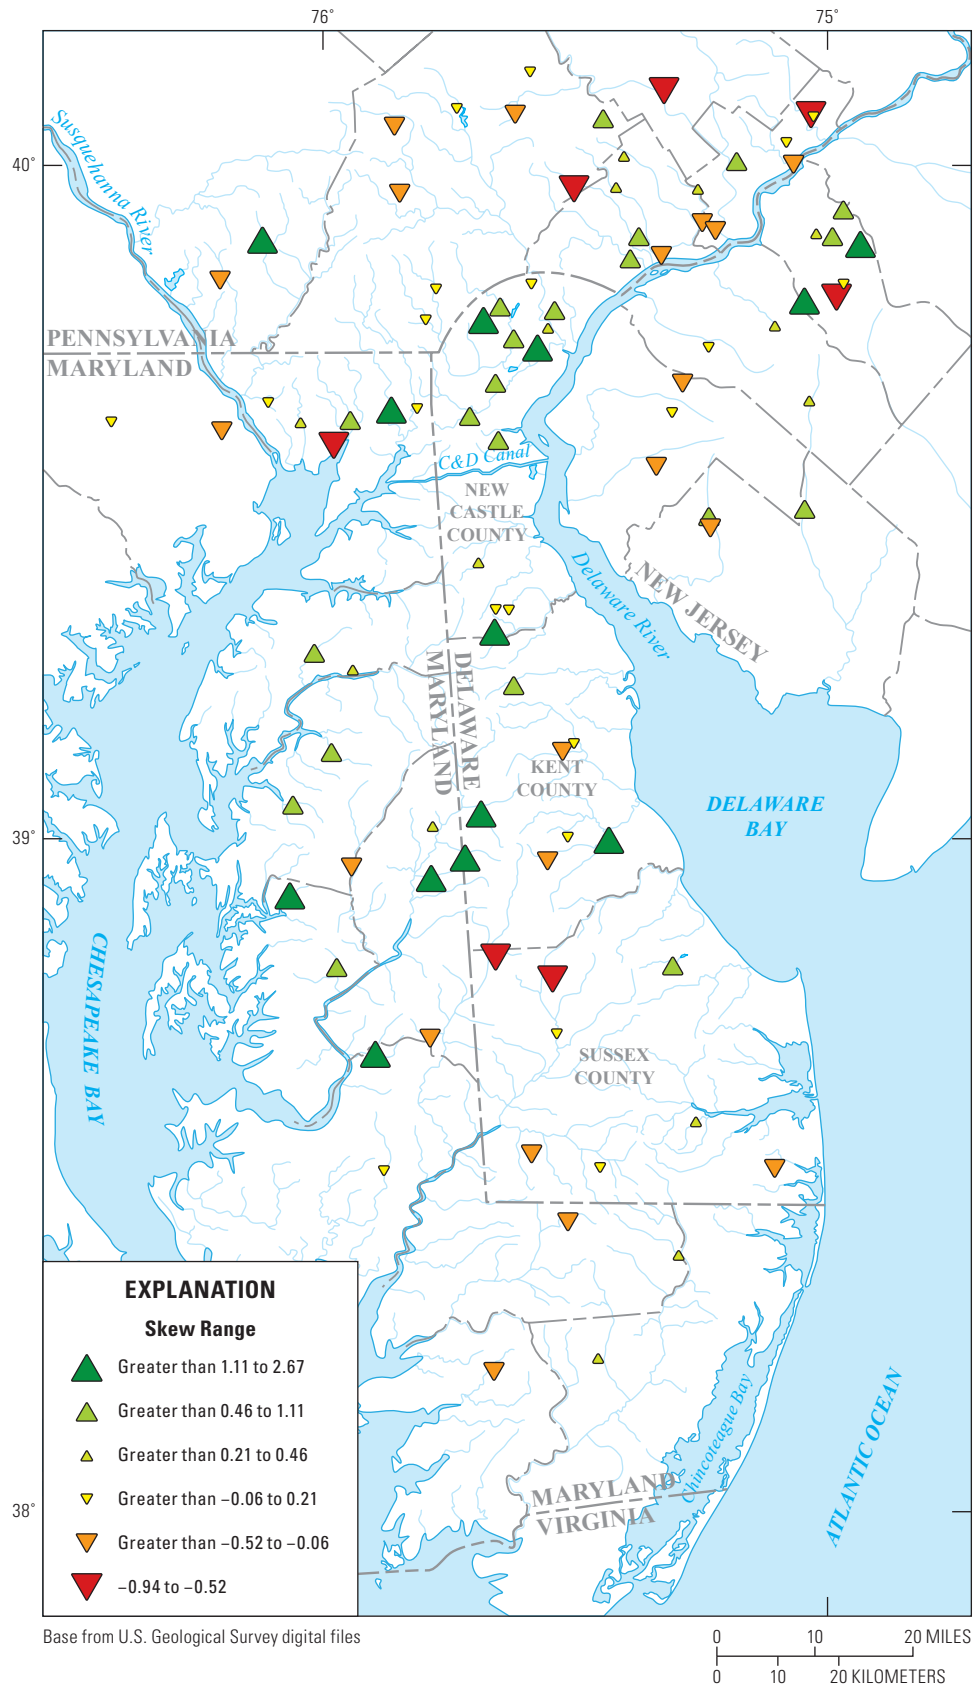 76°
75°
Susquehanna River
40°
PENNSYLVANIA
MARYLAND
C&D Canal
NEW
CASTLE
COUNTY
Delaware River
NEW JERSEY
DELAWARE
MARYLAND
KENT
COUNTY
DELAWARE
BAY
39°
CHESAPEAKE BAY
SUSSEX
COUNTY
EXPLANATION
Skew Range
Greater than 1.11 to 2.67
Greater than 0.46 to 1.11
Greater than 0.21 to 0.46
Greater than −0.06 to 0.21
Greater than −0.52 to −0.06
−0.94 to −0.52
Chincoteague Bay
ATLANTIC OCEAN
MARYLAND
VIRGINIA
38°
Base from U.S. Geological Survey digital files
0 10 20 MILES
0 10 20 KILOMETERS